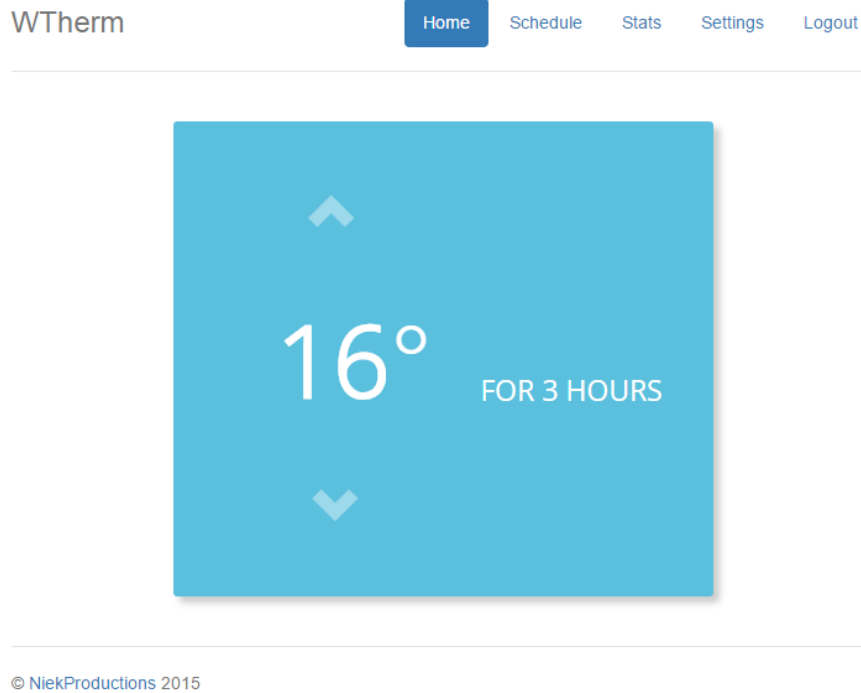 WTherm Home Schedule Stats Settings Logout
16° FOR 3 HOURS
© NiekProductions 2015